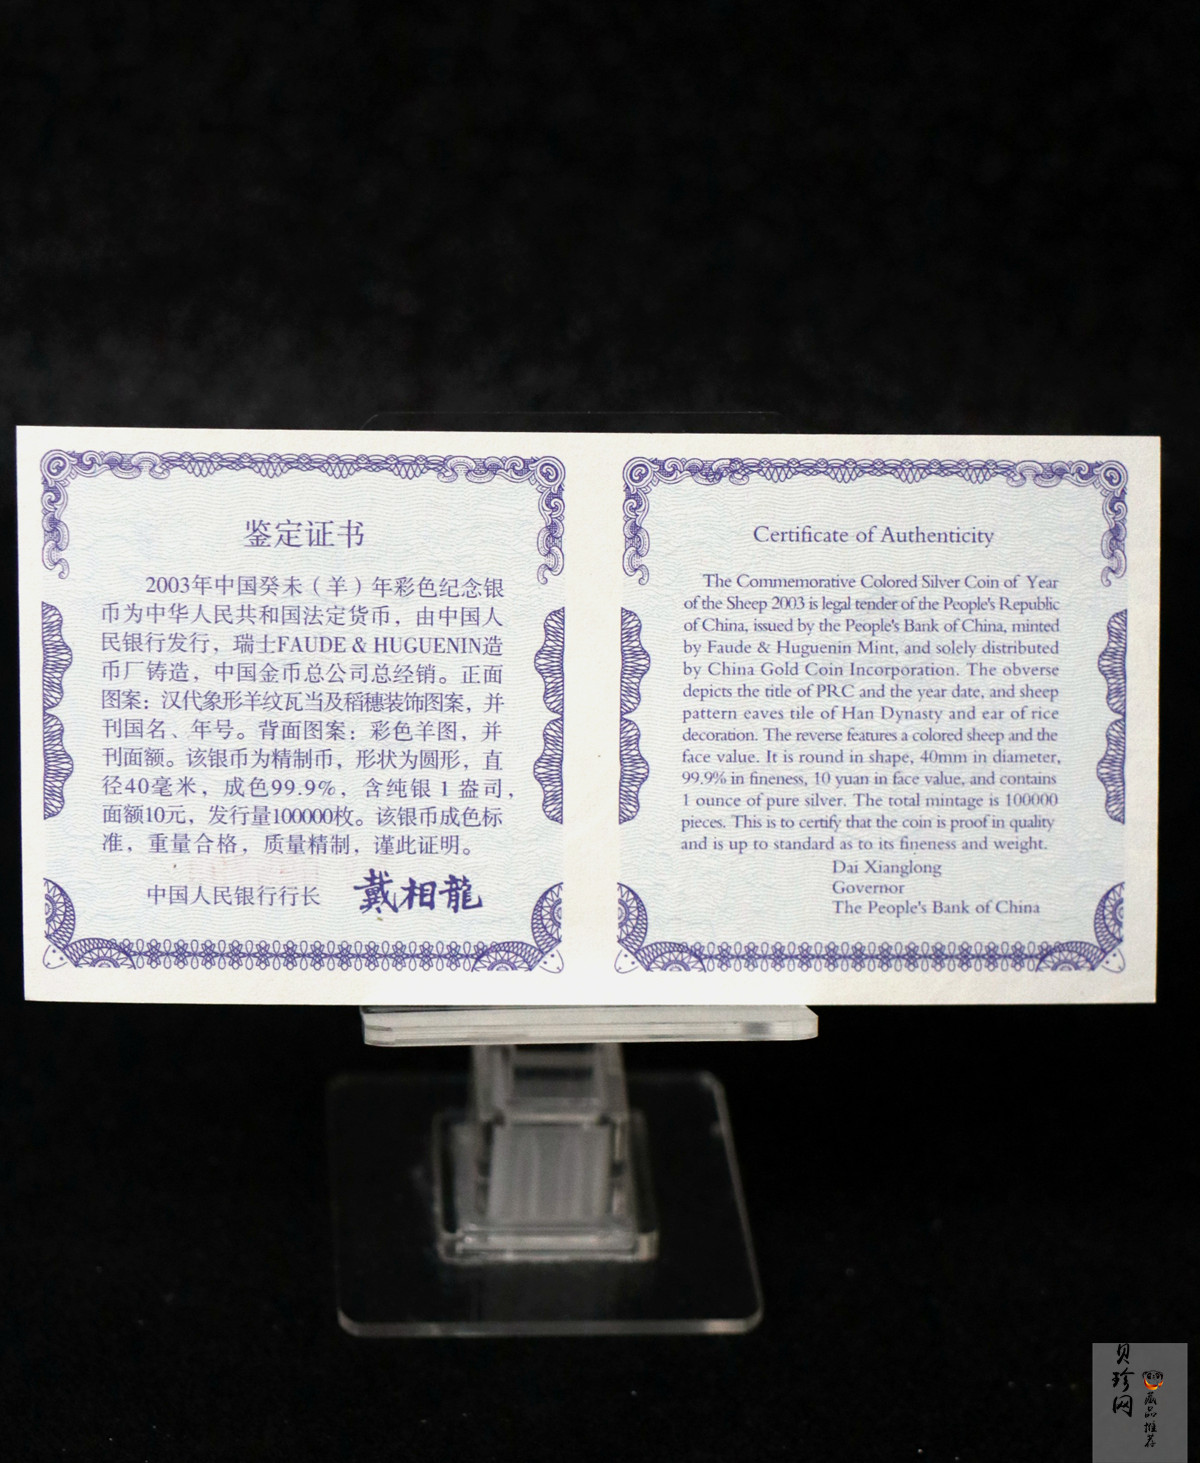 鉴定证书
2003年中国癸未（羊）年彩色纪念银
币为中华人民共和国法定货币，由中国人
民银行发行，瑞士FAUDE & HUGUENIN造
币厂铸造，中国金币总公司总经销。正面
图案：汉代象形羊纹瓦当及稻穗装饰图案，并
刊国名、年号。背面图案：彩色羊图，并
刊面额。该银币为精制币，形状为圆形，直
径40毫米，成色99.9%，含纯银1盎司，
面额10元，发行量100000枚。该银币成色标
准，重量合格，质量精制，谨此证明。
中国人民银行行长 戴相龍
Certificate of Authenticity
The Commemorative Colored Silver Coin of Year
of the Sheep 2003 is legal tender of the People's Republic
of China, issued by the People's Bank of China, minted
by Faude & Huguenin Mint, and solely distributed
by China Gold Coin Incorporation. The obverse
depicts the title of PRC and the year date, and sheep
pattern eaves tile of Han Dynasty and ear of rice
decoration. The reverse features a colored sheep and the
face value. It is round in shape, 40mm in diameter,
99.9% in fineness, 10 yuan in face value, and contains
1 ounce of pure silver. The total mintage is 100000
pieces. This is to certify that the coin is proof in quality
and is up to standard as to its fineness and weight.
Dai Xianglong
Governor
The People's Bank of China
贝珍网
藏品推荐